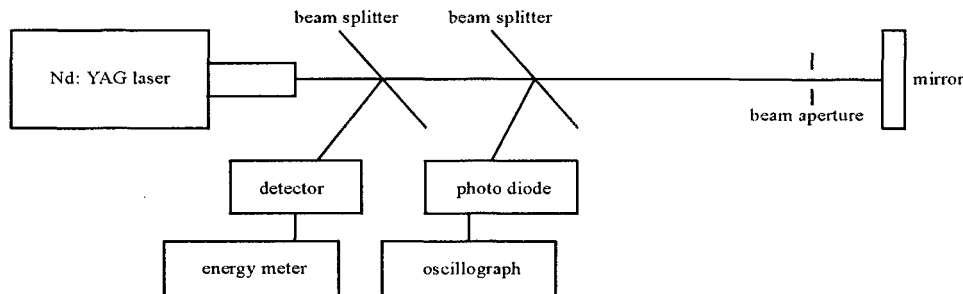 beam splitter
beam splitter
Nd: YAG laser
mirror
beam aperture
detector
photo diode
energy meter
oscillograph